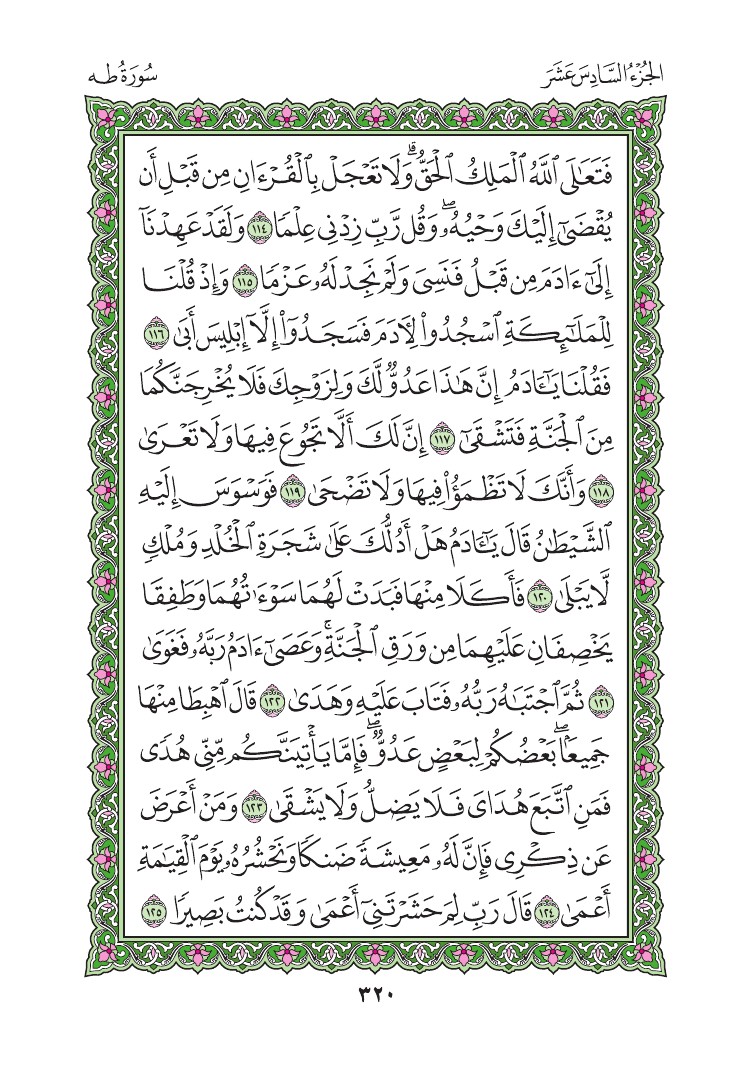 الجزء السادس عشر
سورة طه
فَتَعَٰلَى ٱللَّهُ ٱلْمَلِكُ ٱلْحَقُّ ۗ وَلَا تَعْجَلْ بِٱلْقُرْءَانِ مِن قَبْلِ أَن
يُقْضَىٰٓ إِلَيْكَ وَحْيُهُۥ ۖ وَقُل رَّبِّ زِدْنِى عِلْمًا ١١٤ وَلَقَدْ عَهِدْنَآ
إِلَىٰٓ ءَادَمَ مِن قَبْلُ فَنَسِىَ وَلَمْ نَجِدْ لَهُۥ عَزْمًا ١١٥ وَإِذْ قُلْنَا
لِلْمَلَٰٓئِكَةِ ٱسْجُدُوا۟ لِءَادَمَ فَسَجَدُوٓا۟ إِلَّآ إِبْلِيسَ أَبَىٰ ١١٦
فَقُلْنَا يَٰٓـَٔادَمُ إِنَّ هَٰذَا عَدُوٌّ لَّكَ وَلِزَوْجِكَ فَلَا يُخْرِجَنَّكُمَا
مِنَ ٱلْجَنَّةِ فَتَشْقَىٰٓ ١١٧ إِنَّ لَكَ أَلَّا تَجُوعَ فِيهَا وَلَا تَعْرَىٰ
١١٨ وَأَنَّكَ لَا تَظْمَؤُا۟ فِيهَا وَلَا تَضْحَىٰ ١١٩ فَوَسْوَسَ إِلَيْهِ
ٱلشَّيْطَٰنُ قَالَ يَٰٓـَٔادَمُ هَلْ أَدُلُّكَ عَلَىٰ شَجَرَةِ ٱلْخُلْدِ وَمُلْكٍ
لَّا يَبْلَىٰ ١٢٠ فَأَكَلَا مِنْهَا فَبَدَتْ لَهُمَا سَوْءَٰتُهُمَا وَطَفِقَا
يَخْصِفَانِ عَلَيْهِمَا مِن وَرَقِ ٱلْجَنَّةِ ۚ وَعَصَىٰٓ ءَادَمُ رَبَّهُۥ فَغَوَىٰ
١٢١ ثُمَّ ٱجْتَبَٰهُ رَبُّهُۥ فَتَابَ عَلَيْهِ وَهَدَىٰ ١٢٢ قَالَ ٱهْبِطَا مِنْهَا
جَمِيعًۢا ۖ بَعْضُكُمْ لِبَعْضٍ عَدُوٌّ ۖ فَإِمَّا يَأْتِيَنَّكُم مِّنِّى هُدًى
فَمَنِ ٱتَّبَعَ هُدَاىَ فَلَا يَضِلُّ وَلَا يَشْقَىٰ ١٢٣ وَمَنْ أَعْرَضَ
عَن ذِكْرِى فَإِنَّ لَهُۥ مَعِيشَةً ضَنكًا وَنَحْشُرُهُۥ يَوْمَ ٱلْقِيَٰمَةِ
أَعْمَىٰ ١٢٤ قَالَ رَبِّ لِمَ حَشَرْتَنِىٓ أَعْمَىٰ وَقَدْ كُنتُ بَصِيرًا ١٢٥
٣٢٠